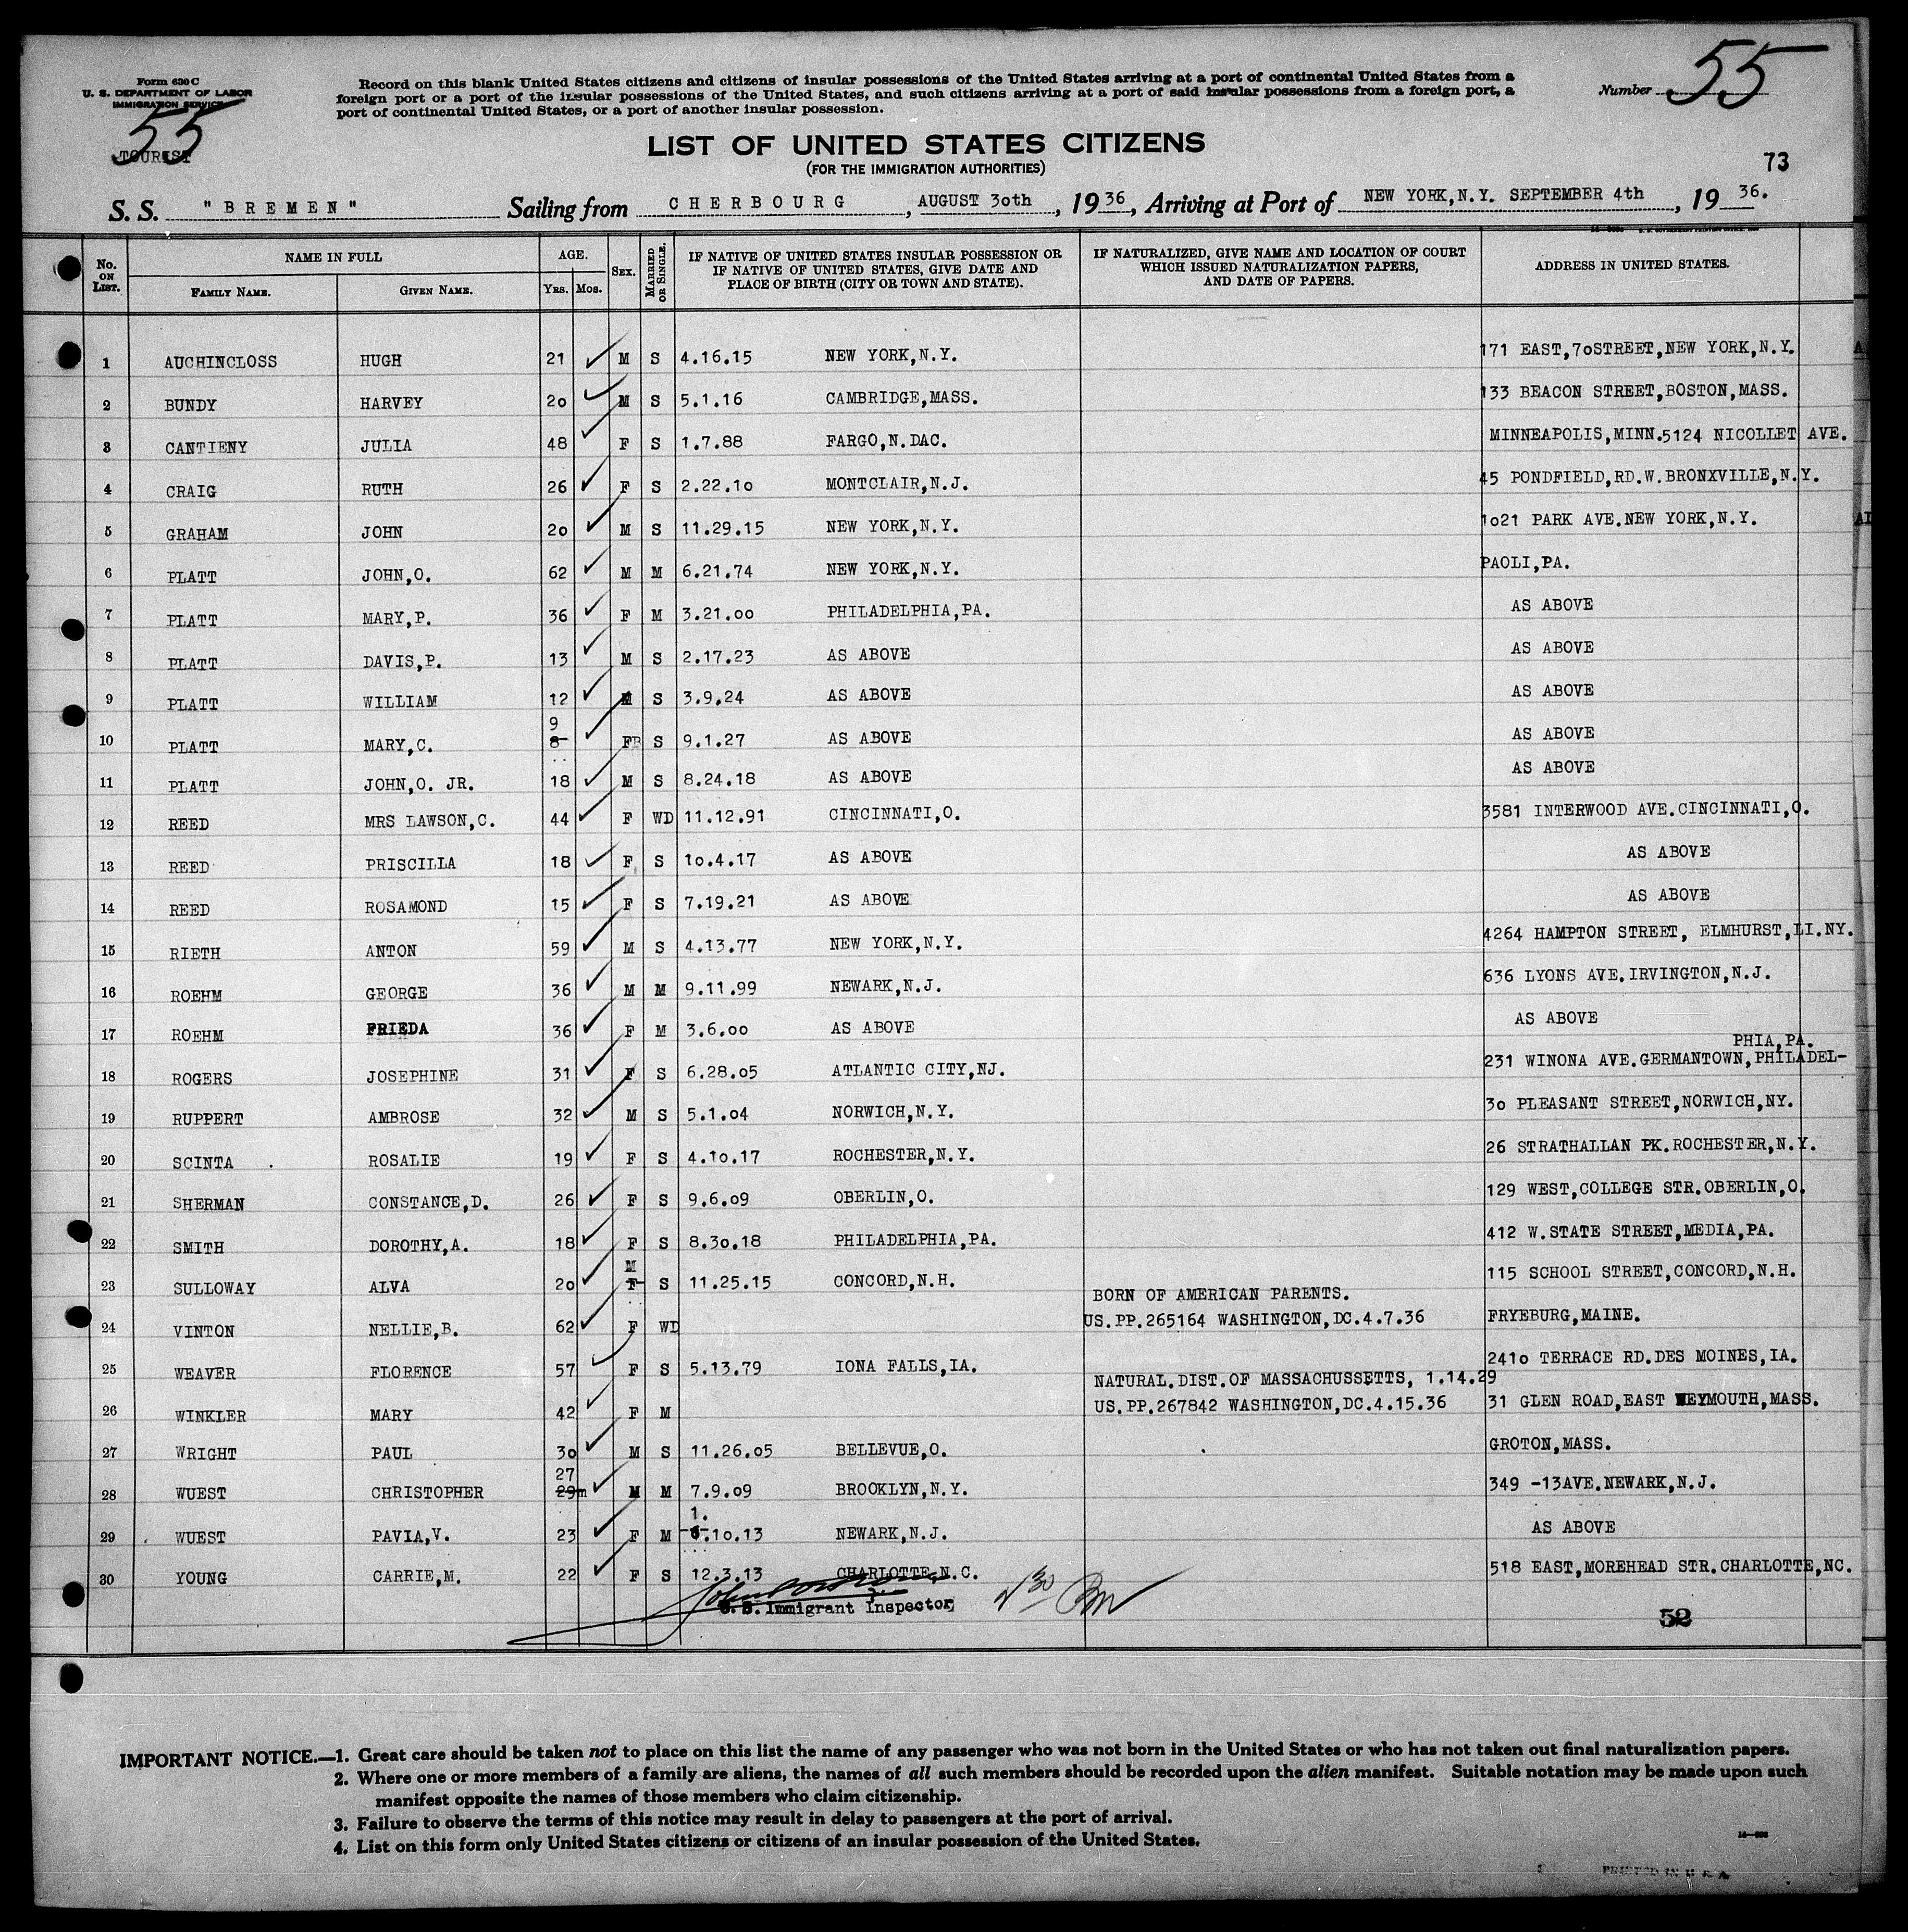 Form 630 C
U. S. DEPARTMENT OF LABOR
IMMIGRATION SERVICE
55
TOURIST
Record on this blank United States citizens and citizens of insular possessions of the United States arriving at a port of continental United States from a
foreign port or a port of the insular possessions of the United States, and such citizens arriving at a port of said insular possessions from a foreign port, a
port of continental United States, or a port of another insular possession.
Number 55
LIST OF UNITED STATES CITIZENS
(FOR THE IMMIGRATION AUTHORITIES)
73
S. S. "BREMEN" Sailing from CHERBOURG, AUGUST 30th, 1936, Arriving at Port of NEW YORK,N.Y. SEPTEMBER 4th, 1936.
No. ON LIST. NAME IN FULL FAMILY NAME. GIVEN NAME. AGE. YRS. MOS. SEX. MARRIED OR SINGLE. IF NATIVE OF UNITED STATES INSULAR POSSESSION OR IF NATIVE OF UNITED STATES, GIVE DATE AND PLACE OF BIRTH (CITY OR TOWN AND STATE). IF NATURALIZED, GIVE NAME AND LOCATION OF COURT WHICH ISSUED NATURALIZATION PAPERS, AND DATE OF PAPERS. ADDRESS IN UNITED STATES.
1 AUCHINCLOSS HUGH 21 M S 4.16.15 NEW YORK,N.Y. 171 EAST,70STREET,NEW YORK,N.Y.
2 BUNDY HARVEY 20 M S 5.1.16 CAMBRIDGE,MASS. 133 BEACON STREET,BOSTON,MASS.
3 CANTIENY JULIA 48 F S 1.7.88 FARGO,N.DAC. MINNEAPOLIS,MINN.5124 NICOLLET AVE.
4 CRAIG RUTH 26 F S 2.22.10 MONTCLAIR,N.J. 45 PONDFIELD,RD.W.BRONXVILLE,N.Y.
5 GRAHAM JOHN 20 M S 11.29.15 NEW YORK,N.Y. 1021 PARK AVE.NEW YORK,N.Y.
6 PLATT JOHN,O. 62 M M 6.21.74 NEW YORK,N.Y. PAOLI,PA.
7 PLATT MARY,P. 36 F M 3.21.00 PHILADELPHIA,PA. AS ABOVE
8 PLATT DAVIS,P. 13 M S 2.17.23 AS ABOVE AS ABOVE
9 PLATT WILLIAM 12 M S 3.9.24 AS ABOVE AS ABOVE
10 PLATT MARY,C. 9 8 F S 9.1.27 AS ABOVE AS ABOVE
11 PLATT JOHN,O. JR. 18 M S 8.24.18 AS ABOVE AS ABOVE
12 REED MRS LAWSON,C. 44 F WD 11.12.91 CINCINNATI,O. 3581 INTERWOOD AVE.CINCINNATI,O.
13 REED PRISCILLA 18 F S 10.4.17 AS ABOVE AS ABOVE
14 REED ROSAMOND 15 F S 7.19.21 AS ABOVE AS ABOVE
15 RIETH ANTON 59 M S 4.13.77 NEW YORK,N.Y. 4264 HAMPTON STREET, ELMHURST,LI.NY.
16 ROEHM GEORGE 36 M M 9.11.99 NEWARK,N.J. 636 LYONS AVE.IRVINGTON,N.J.
17 ROEHM FRIEDA 36 F M 3.6.00 AS ABOVE AS ABOVE
PHIA,PA.
18 ROGERS JOSEPHINE 31 F S 6.28.05 ATLANTIC CITY,NJ. 231 WINONA AVE.GERMANTOWN,PHILADEL-
19 RUPPERT AMBROSE 32 M S 5.1.04 NORWICH,N.Y. 30 PLEASANT STREET,NORWICH,NY.
20 SCINTA ROSALIE 19 F S 4.10.17 ROCHESTER,N.Y. 26 STRATHALLAN PK.ROCHESTER,N.Y.
21 SHERMAN CONSTANCE,D. 26 F S 9.6.09 OBERLIN,O. 129 WEST,COLLEGE STR.OBERLIN,O.
22 SMITH DOROTHY,A. 18 F S 8.30.18 PHILADELPHIA,PA. 412 W.STATE STREET,MEDIA,PA.
23 SULLOWAY ALVA 20 M F S 11.25.15 CONCORD,N.H. 115 SCHOOL STREET,CONCORD,N.H.
BORN OF AMERICAN PARENTS.
24 VINTON NELLIE,B. 62 F WD US.PP.265164 WASHINGTON,DC.4.7.36 FRYEBURG,MAINE.
25 WEAVER FLORENCE 57 F S 5.13.79 IONA FALLS,IA. 2410 TERRACE RD.DES MOINES,IA.
NATURAL.DIST.OF MASSACHUSSETTS, 1.14.29
26 WINKLER MARY 42 F M US.PP.267842 WASHINGTON,DC.4.15.36 31 GLEN ROAD,EAST WEYMOUTH,MASS.
27 WRIGHT PAUL 30 M S 11.26.05 BELLEVUE,O. GROTON,MASS.
28 WUEST CHRISTOPHER 27 29m M M 7.9.09 BROOKLYN,N.Y. 349 -13AVE.NEWARK,N.J.
29 WUEST PAVIA,V. 23 F M 1.10.13 NEWARK,N.J. AS ABOVE
30 YOUNG CARRIE,M. 22 F S 12.3.13 CHARLOTTE,N.C. 518 EAST,MOREHEAD STR.CHARLOTTE,NC.
U. S. Immigrant Inspector
52
IMPORTANT NOTICE.—1. Great care should be taken not to place on this list the name of any passenger who was not born in the United States or who has not taken out final naturalization papers.
2. Where one or more members of a family are aliens, the names of all such members should be recorded upon the alien manifest. Suitable notation may be made upon such
manifest opposite the names of those members who claim citizenship.
3. Failure to observe the terms of this notice may result in delay to passengers at the port of arrival.
4. List on this form only United States citizens or citizens of an insular possession of the United States.
PRINTED IN U S A